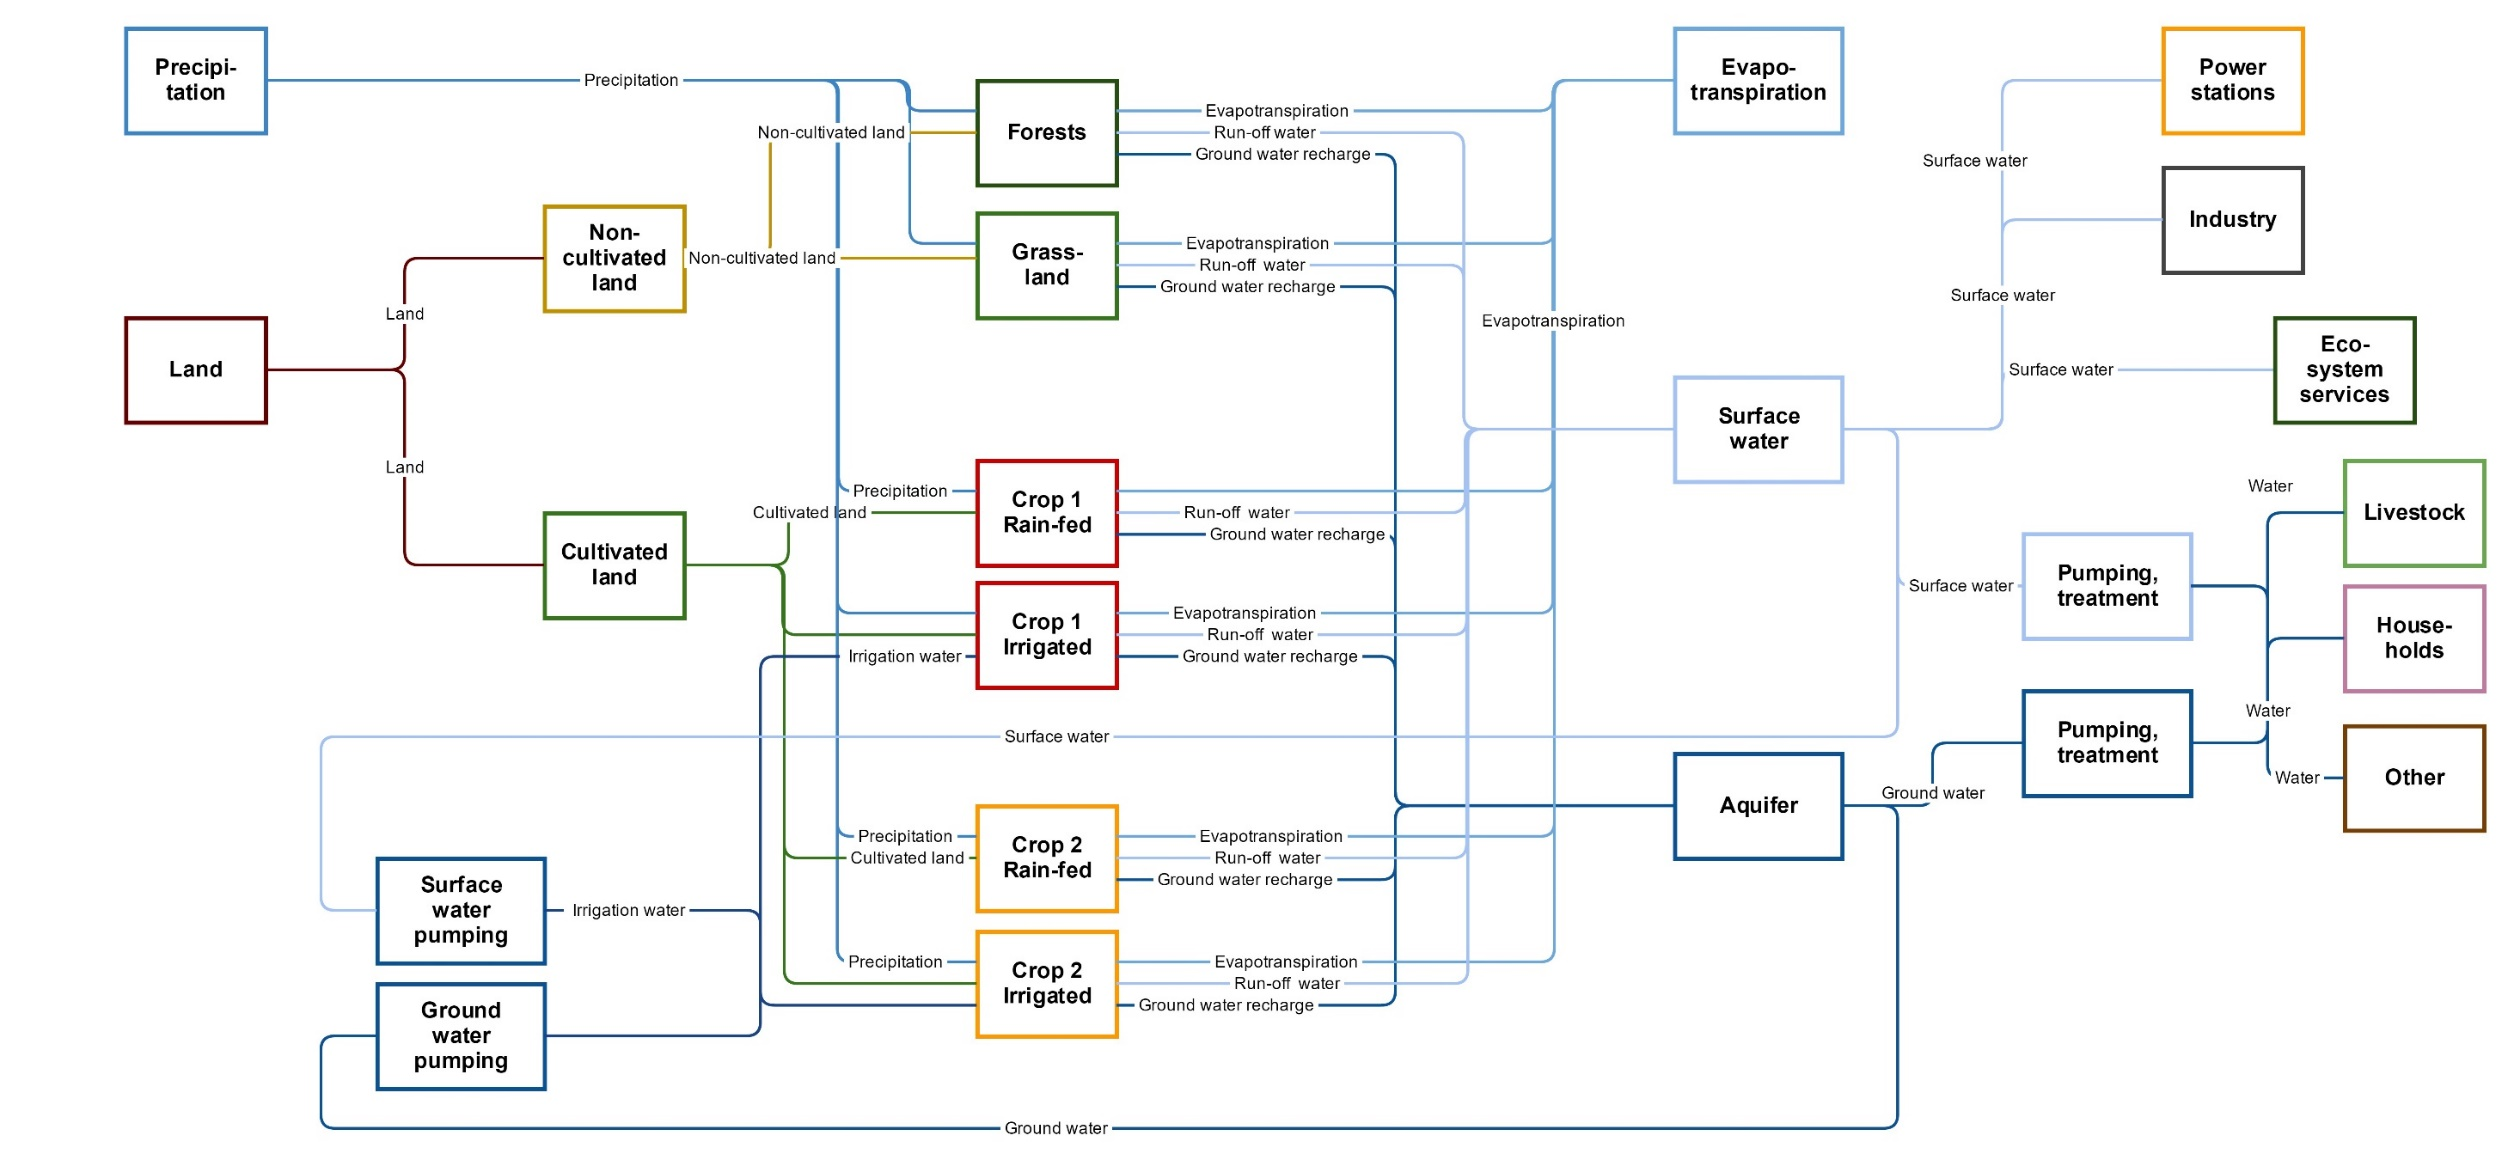 Precipi-
tation
Precipitation
Evapo-
transpiration
Power
stations
Forests
Evapotranspiration
Run-off water
Ground water recharge
Non-cultivated land
Surface water
Industry
Non-
cultivated
land
Non-cultivated land
Grass-
land
Evapotranspiration
Run-off water
Ground water recharge
Surface water
Land
Evapotranspiration
Land
Surface
water
Surface water
Eco-
system
services
Land
Precipitation
Cultivated land
Crop 1
Rain-fed
Run-off water
Ground water recharge
Water
Livestock
Cultivated
land
Surface water
Pumping,
treatment
Crop 1
Irrigated
Evapotranspiration
Run-off water
Ground water recharge
Irrigation water
House-
holds
Surface water
Water
Pumping,
treatment
Aquifer
Ground water
Water
Other
Precipitation
Cultivated land
Crop 2
Rain-fed
Evapotranspiration
Run-off water
Ground water recharge
Surface
water
pumping
Irrigation water
Precipitation
Crop 2
Irrigated
Evapotranspiration
Run-off water
Ground water recharge
Ground
water
pumping
Ground water